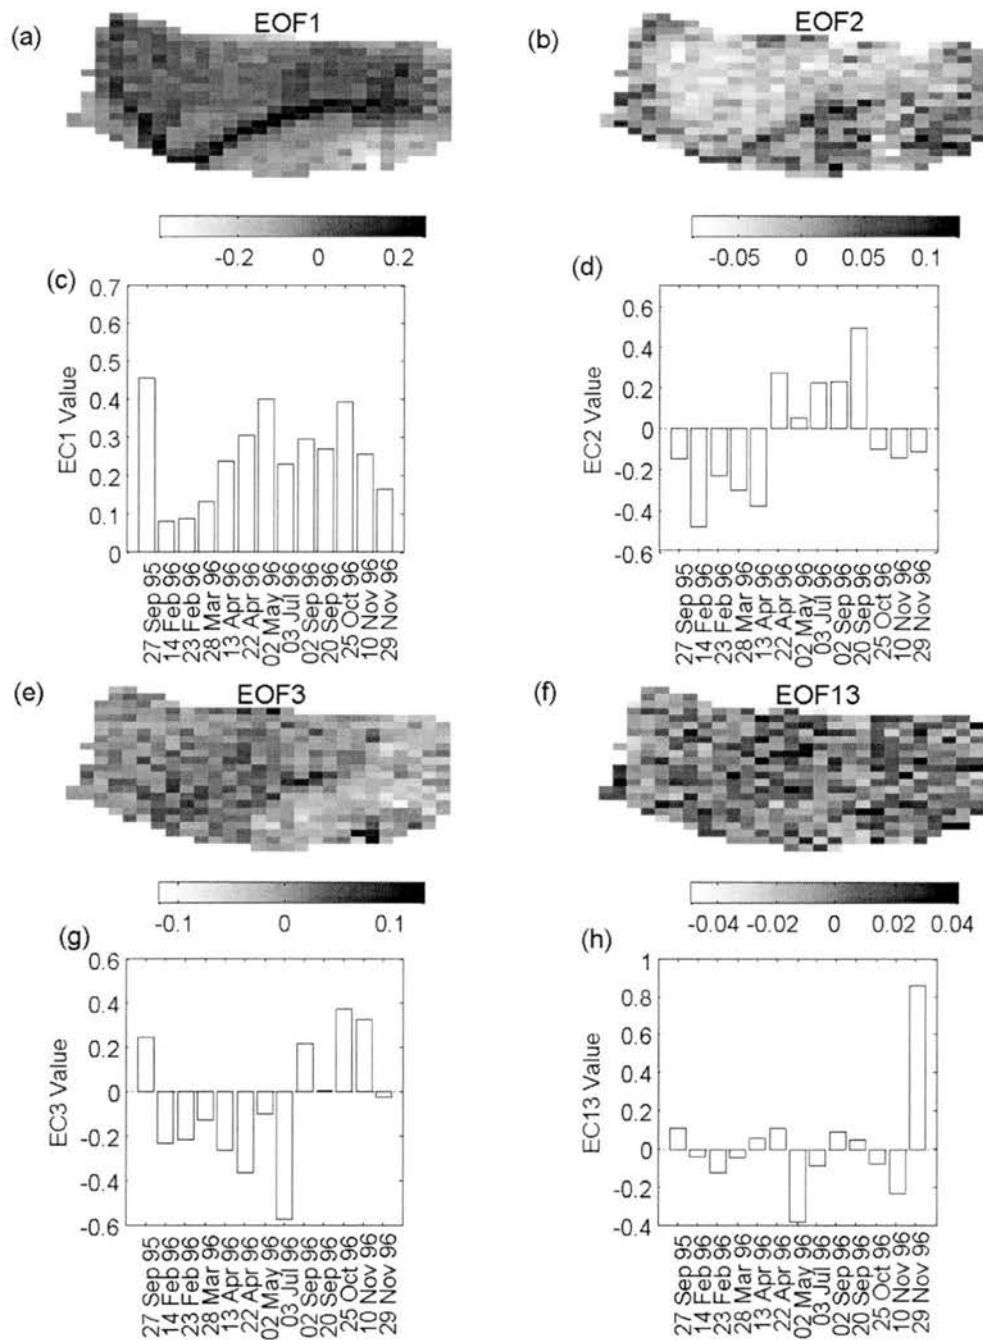 (a) EOF1
(b) EOF2
-0.2 0 0.2
-0.05 0 0.05 0.1
(c)
0.7
0.6
0.5
0.4
0.3
0.2
0.1
0
EC1 Value
27 Sep 95
14 Feb 96
23 Feb 96
28 Mar 96
13 Apr 96
22 Apr 96
02 May 96
03 Jul 96
02 Sep 96
20 Sep 96
25 Oct 96
10 Nov 96
29 Nov 96
(d)
0.6
0.4
0.2
0
-0.2
-0.4
-0.6
EC2 Value
27 Sep 95
14 Feb 96
23 Feb 96
28 Mar 96
13 Apr 96
22 Apr 96
02 May 96
03 Jul 96
02 Sep 96
20 Sep 96
25 Oct 96
10 Nov 96
29 Nov 96
(e) EOF3
(f) EOF13
-0.1 0 0.1
-0.04 -0.02 0 0.02 0.04
(g)
0.6
0.4
0.2
0
-0.2
-0.4
-0.6
EC3 Value
27 Sep 95
14 Feb 96
23 Feb 96
28 Mar 96
13 Apr 96
22 Apr 96
02 May 96
03 Jul 96
02 Sep 96
20 Sep 96
25 Oct 96
10 Nov 96
29 Nov 96
(h)
1
0.8
0.6
0.4
0.2
0
-0.2
-0.4
EC13 Value
27 Sep 95
14 Feb 96
23 Feb 96
28 Mar 96
13 Apr 96
22 Apr 96
02 May 96
03 Jul 96
02 Sep 96
20 Sep 96
25 Oct 96
10 Nov 96
29 Nov 96